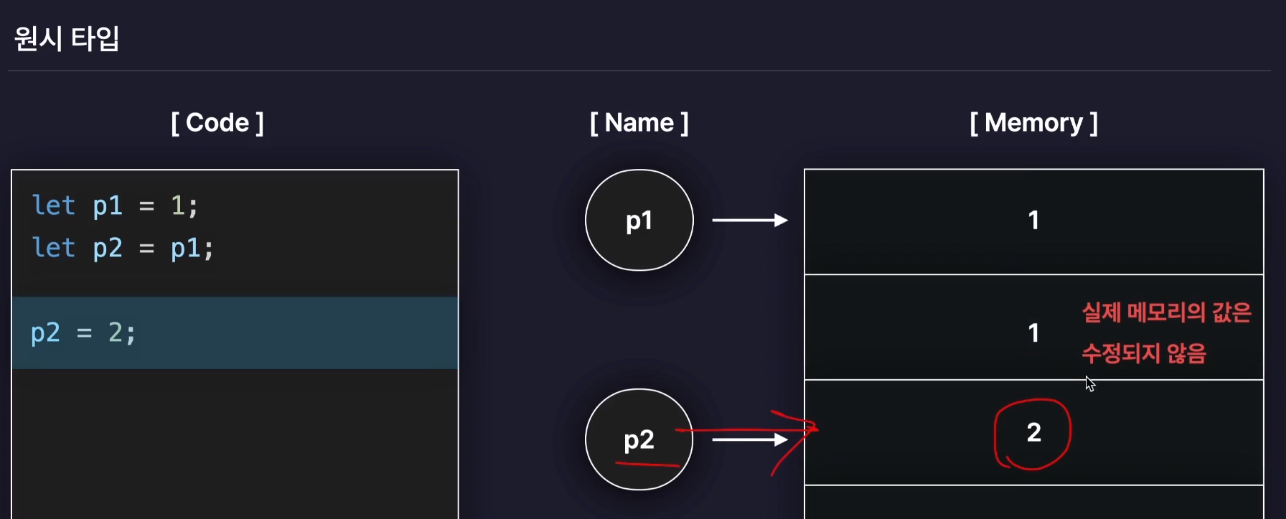 원시 타입
[ Code ]
[ Name ]
[ Memory ]
let p1 = 1;
let p2 = p1;
p2 = 2;
p1
p2
1
1
실제 메모리의 값은
수정되지 않음
2